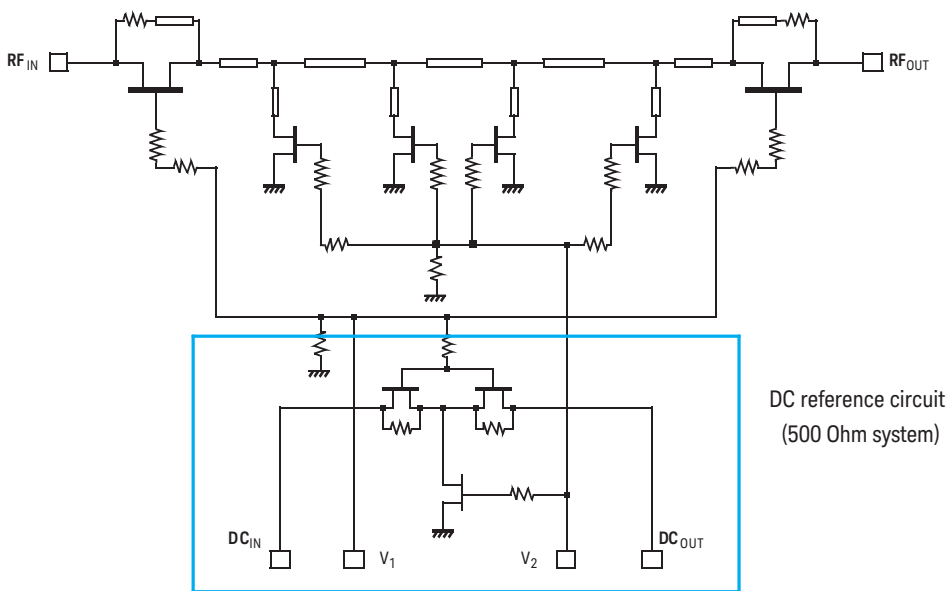 RF IN
RF OUT
DC reference circuit
(500 Ohm system)
DC IN
V1
V2
DC OUT